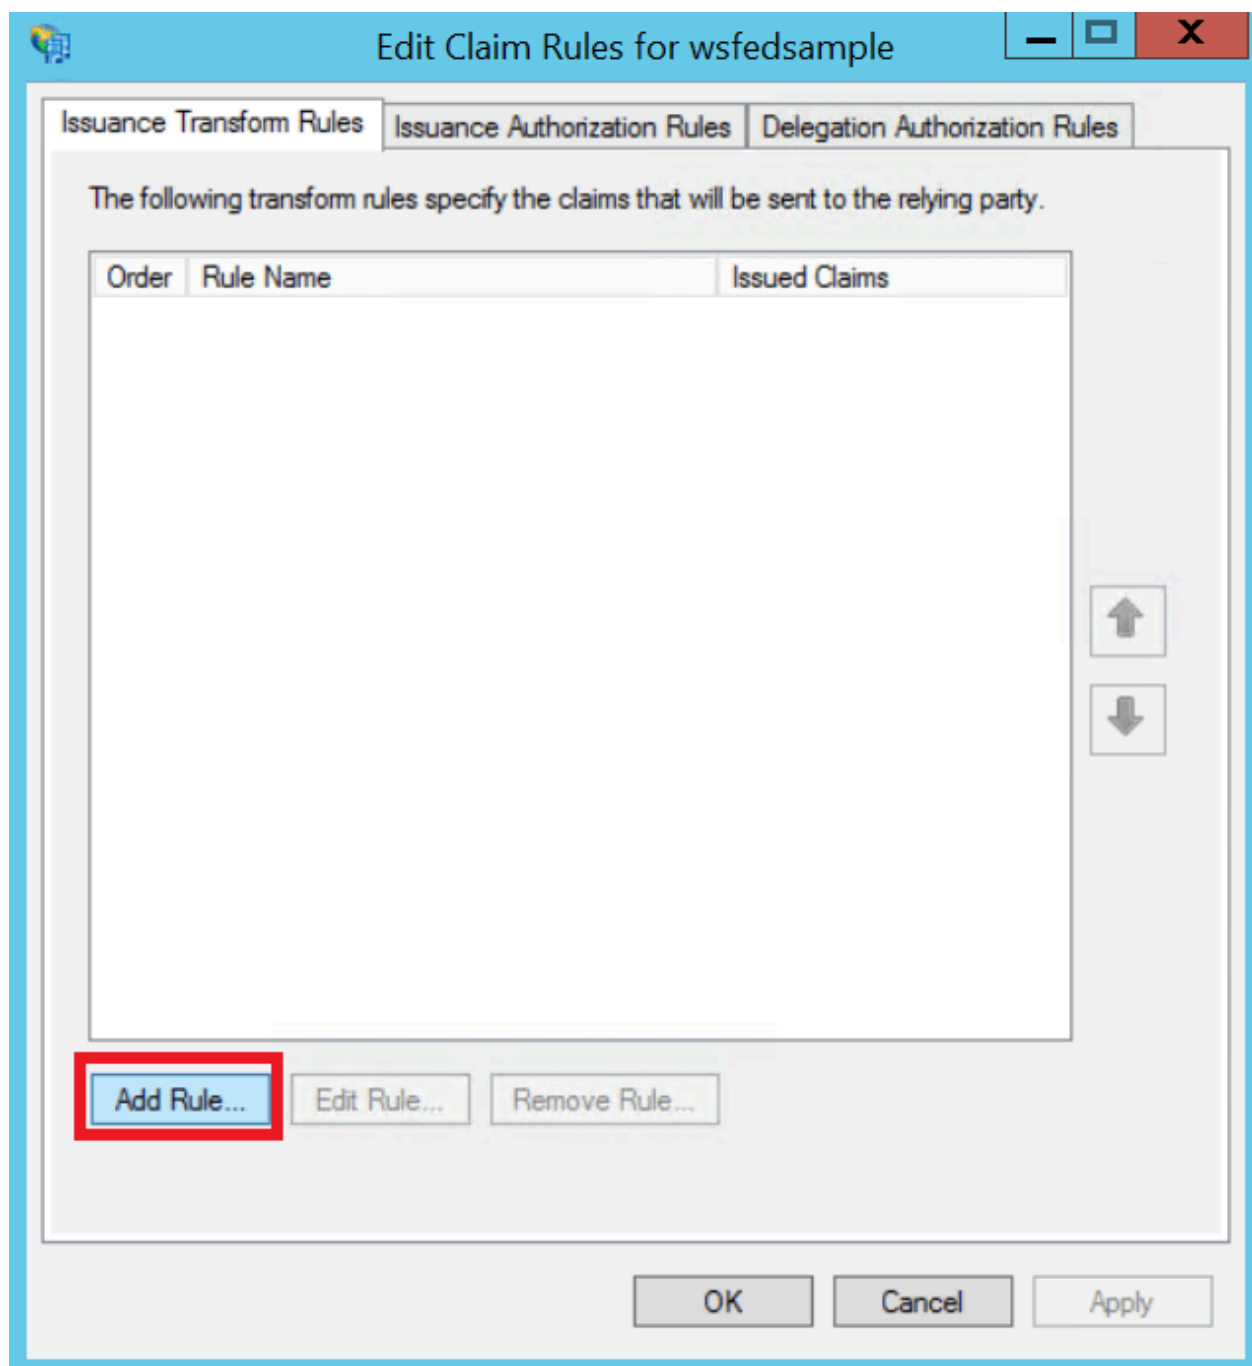 Edit Claim Rules for wsfedsample
Issuance Transform Rules Issuance Authorization Rules Delegation Authorization Rules
The following transform rules specify the claims that will be sent to the relying party.
Order Rule Name Issued Claims
Add Rule... Edit Rule... Remove Rule...
OK Cancel Apply